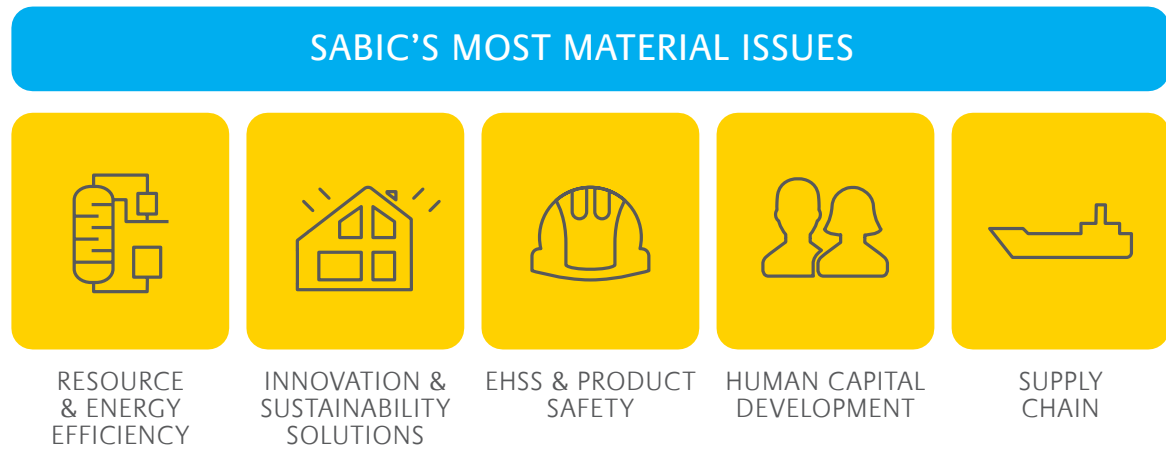 SABIC’S MOST MATERIAL ISSUES
RESOURCE
& ENERGY
EFFICIENCY
INNOVATION &
SUSTAINABILITY
SOLUTIONS
EHSS & PRODUCT
SAFETY
HUMAN CAPITAL
DEVELOPMENT
SUPPLY
CHAIN